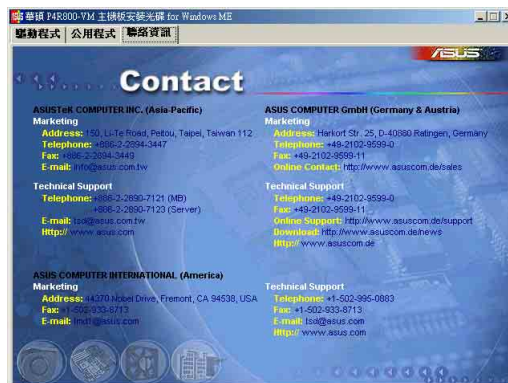 華碩 P4R800-VM 主機板安裝光碟 for Windows ME
驅動程式 公用程式 聯絡資訊
ASUS
Contact
ASUSTeK COMPUTER INC. (Asia-Pacific)
Marketing
Address: 150, Li-Te Road, Peitou, Taipei, Taiwan 112
Telephone: +886-2-2894-3447
Fax: +886-2-2894-3449
E-mail: info@asus.com.tw
Technical Support
Telephone: +886-2-2890-7121 (MB)
+886-2-2890-7123 (Server)
E-mail: tsd@asus.com.tw
Http:// www.asus.com
ASUS COMPUTER GmbH (Germany & Austria)
Marketing
Address: Harkort Str. 25, D-40880 Ratingen, Germany
Telephone: +49-2102-9599-0
Fax: +49-2102-9599-11
Online Contact: http://www.asuscom.de/sales
Technical Support
Telephone: +49-2102-9599-0
Fax: +49-2102-9599-11
Online Support: http://www.asuscom.de/support
Download: http://www.asuscom.de/news
Http:// www.asuscom.de
ASUS COMPUTER INTERNATIONAL (America)
Marketing
Address: 44370 Nobel Drive, Fremont, CA 94538, USA
Fax: +1-502-933-8713
E-mail: tmd1@asus.com
Technical Support
Telephone: +1-502-995-0883
Fax: +1-502-933-8713
E-mail: tsd@asus.com
Http:// www.asus.com